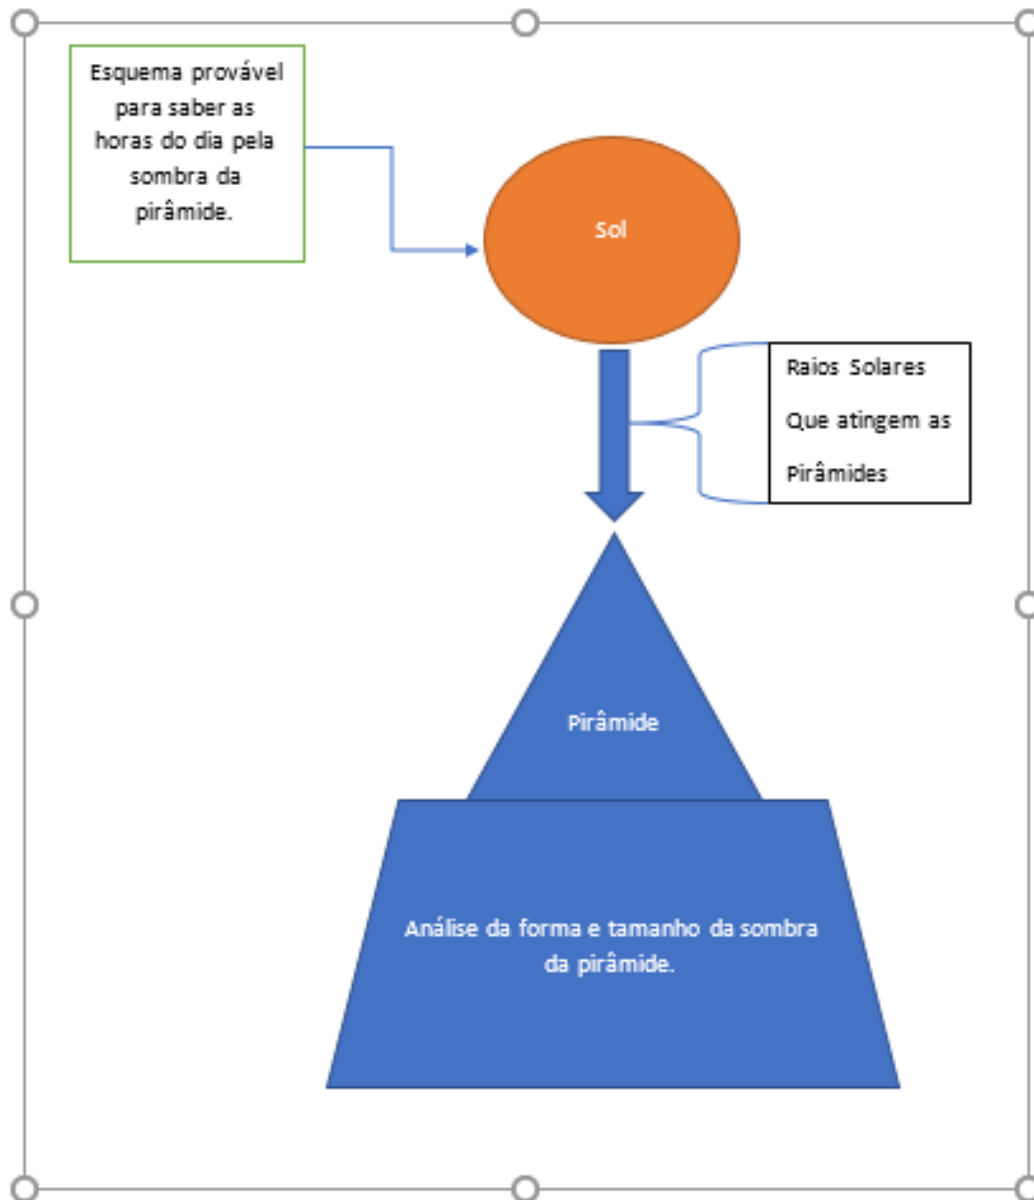 Esquema provável
para saber as
horas do dia pela
sombra da
pirâmide.
Sol
Raios Solares
Que atingem as
Pirâmides
Pirâmide
Análise da forma e tamanho da sombra
da pirâmide.